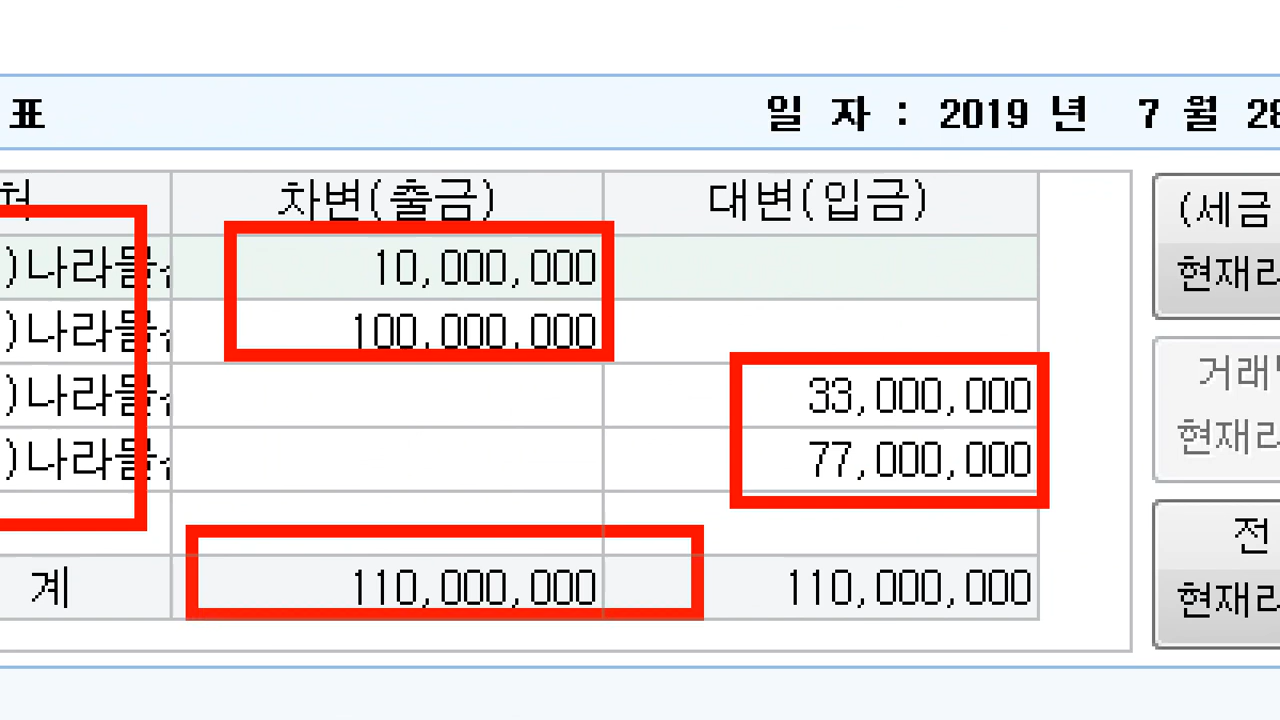 표 일 자 : 2019 년 7 월 28
차변(출금) 대변(입금)
)나라물 10,000,000
)나라물 100,000,000
)나라물 33,000,000
)나라물 77,000,000
계 110,000,000 110,000,000
(세금
현재
거래
현재
전
현재